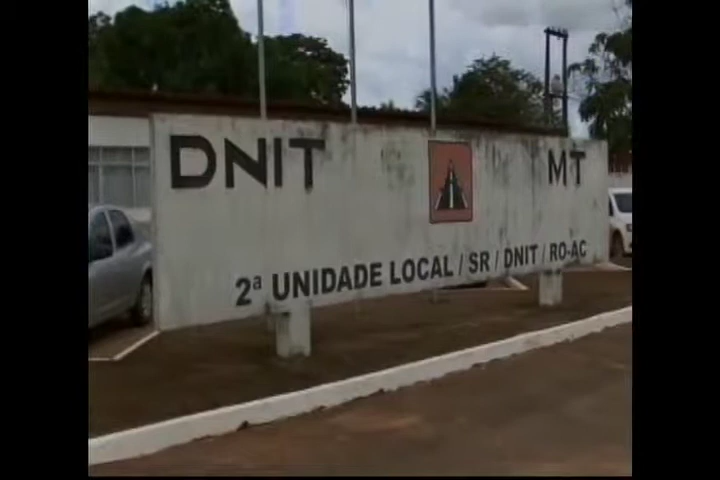 DNIT MT
2ª UNIDADE LOCAL / SR / DNIT / RO-AC